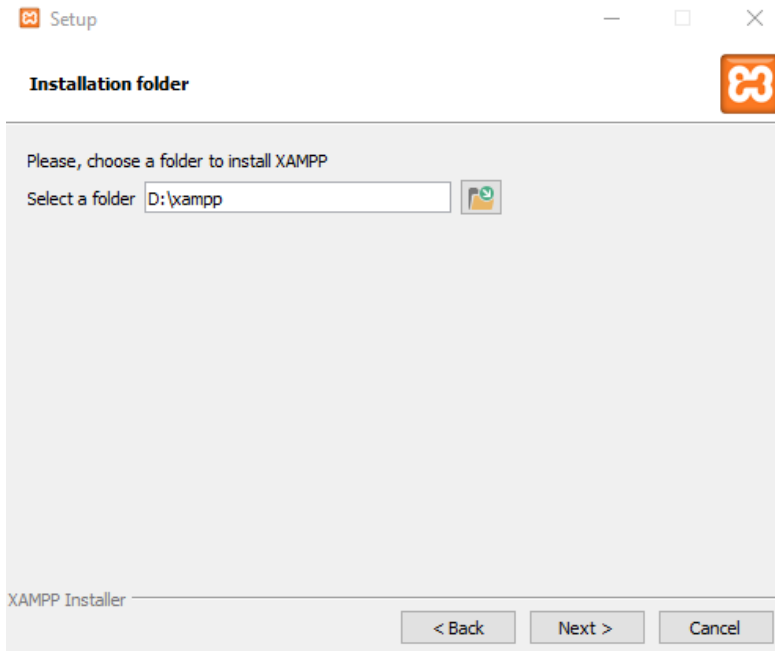 Setup
Installation folder
Please, choose a folder to install XAMPP
Select a folder D:\xampp
XAMPP Installer
< Back Next > Cancel